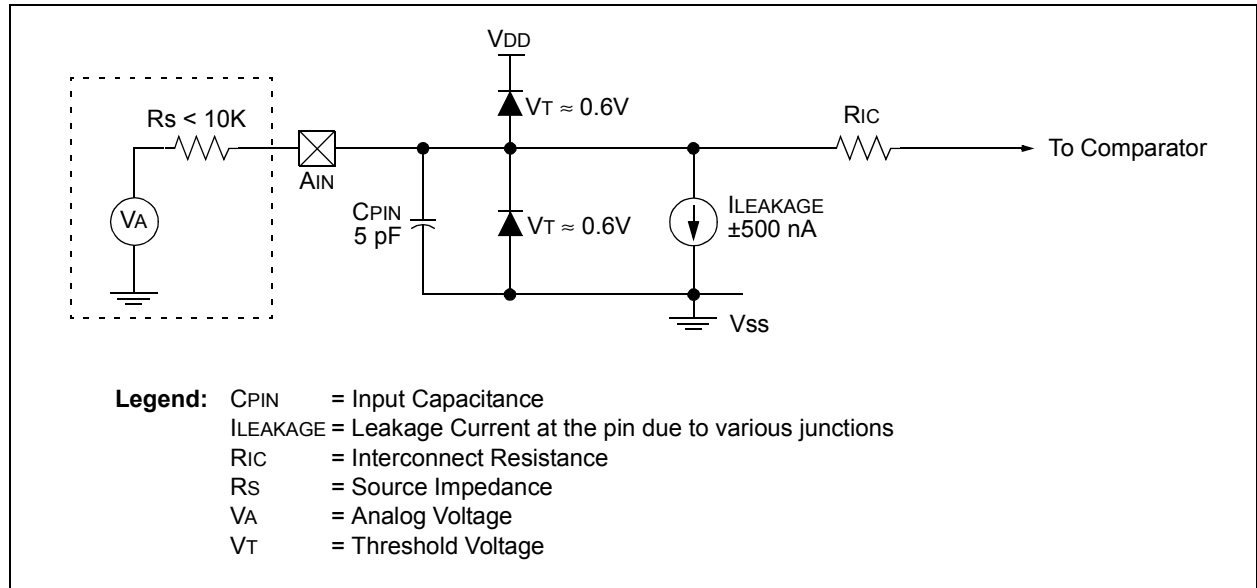 VDD
VT ≈ 0.6V
Rs < 10K
RIC
To Comparator
AIN
VA
CPIN
5 pF
VT ≈ 0.6V
ILEAKAGE
±500 nA
Vss
Legend: CPIN = Input Capacitance
ILEAKAGE = Leakage Current at the pin due to various junctions
RIC = Interconnect Resistance
RS = Source Impedance
VA = Analog Voltage
VT = Threshold Voltage